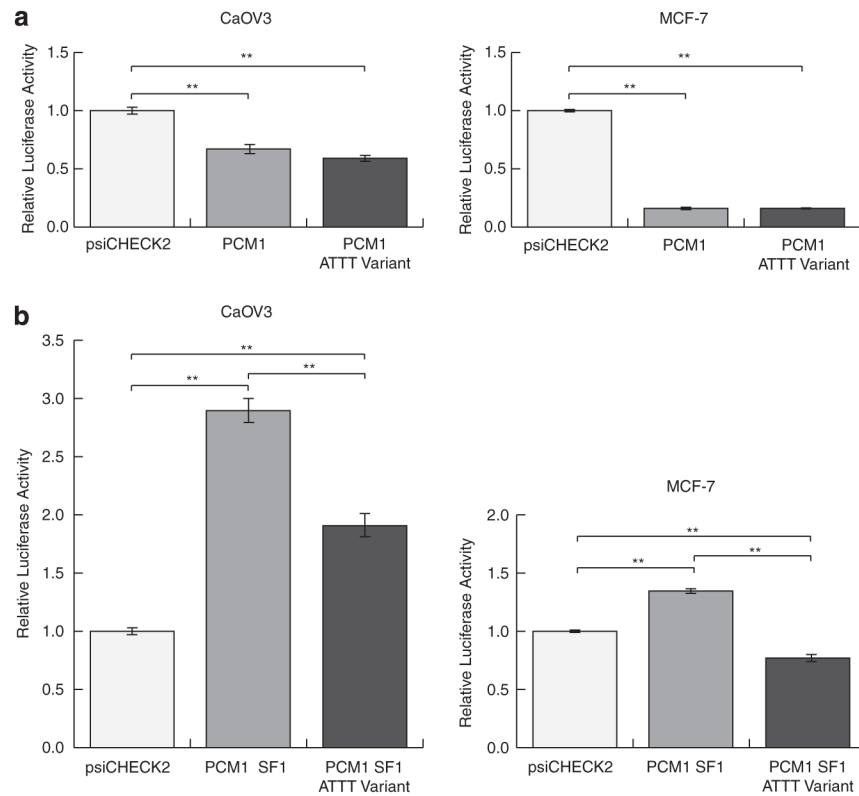 a
CaOV3
Relative Luciferase Activity
1.5
1.0
0.5
0.0
**
**
psiCHECK2
PCM1
PCM1
ATTT Variant
MCF-7
Relative Luciferase Activity
1.5
1.0
0.5
0.0
**
**
psiCHECK2
PCM1
PCM1
ATTT Variant
b
CaOV3
Relative Luciferase Activity
3.5
3.0
2.5
2.0
1.5
1.0
0.5
0.0
**
**
**
psiCHECK2
PCM1 SF1
PCM1 SF1
ATTT Variant
MCF-7
Relative Luciferase Activity
2.0
1.5
1.0
0.5
0.0
**
**
**
psiCHECK2
PCM1 SF1
PCM1 SF1
ATTT Variant